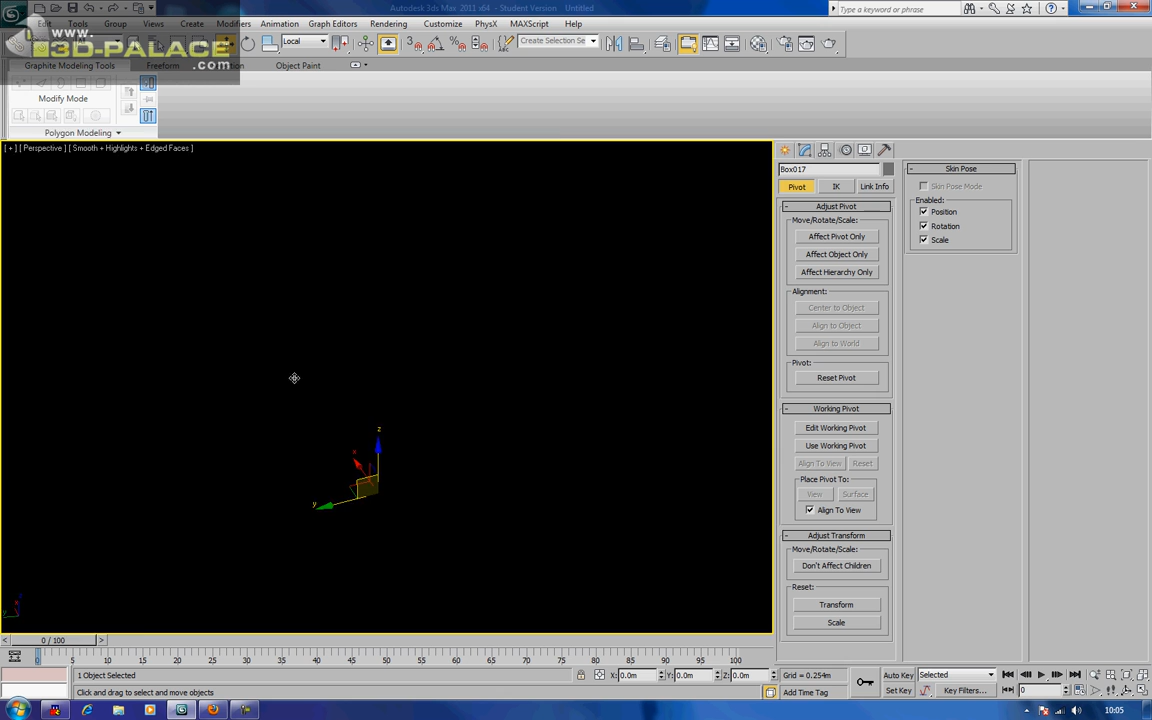 Autodesk 3ds Max 2011 x64 - Student Version Untitled
Type a keyword or phrase
Edit Tools Group Views Create Modifiers Animation Graph Editors Rendering Customize PhysX MAXScript Help
www.
3D-PALACE
.com
Local
Create Selection Se
Graphite Modeling Tools Freeform Object Paint
Modify Mode
Polygon Modeling
[ + ] [ Perspective ] [ Smooth + Highlights + Edged Faces ]
Box017
Pivot IK Link Info
Adjust Pivot
Move/Rotate/Scale:
Affect Pivot Only
Affect Object Only
Affect Hierarchy Only
Alignment:
Center to Object
Align to Object
Align to World
Pivot:
Reset Pivot
Working Pivot
Edit Working Pivot
Use Working Pivot
Align To View Reset
Place Pivot To:
View Surface
Align To View
Adjust Transform
Move/Rotate/Scale:
Don't Affect Children
Reset:
Transform
Scale
Skin Pose
Skin Pose Mode
Enabled:
Position
Rotation
Scale
z
x
y
0 / 100
0 5 10 15 20 25 30 35 40 45 50 55 60 65 70 75 80 85 90 95 100
1 Object Selected
X: 0.0m Y: 0.0m Z: 0.0m Grid = 0.254m
Auto Key Selected
Click and drag to select and move objects
Add Time Tag
Set Key Key Filters... 0
10:05